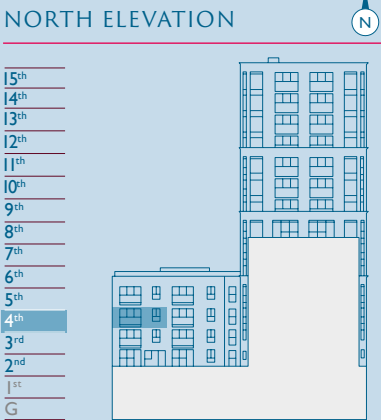 NORTH ELEVATION
N
15th
14th
13th
12th
11th
10th
9th
8th
7th
6th
5th
4th
3rd
2nd
1st
G